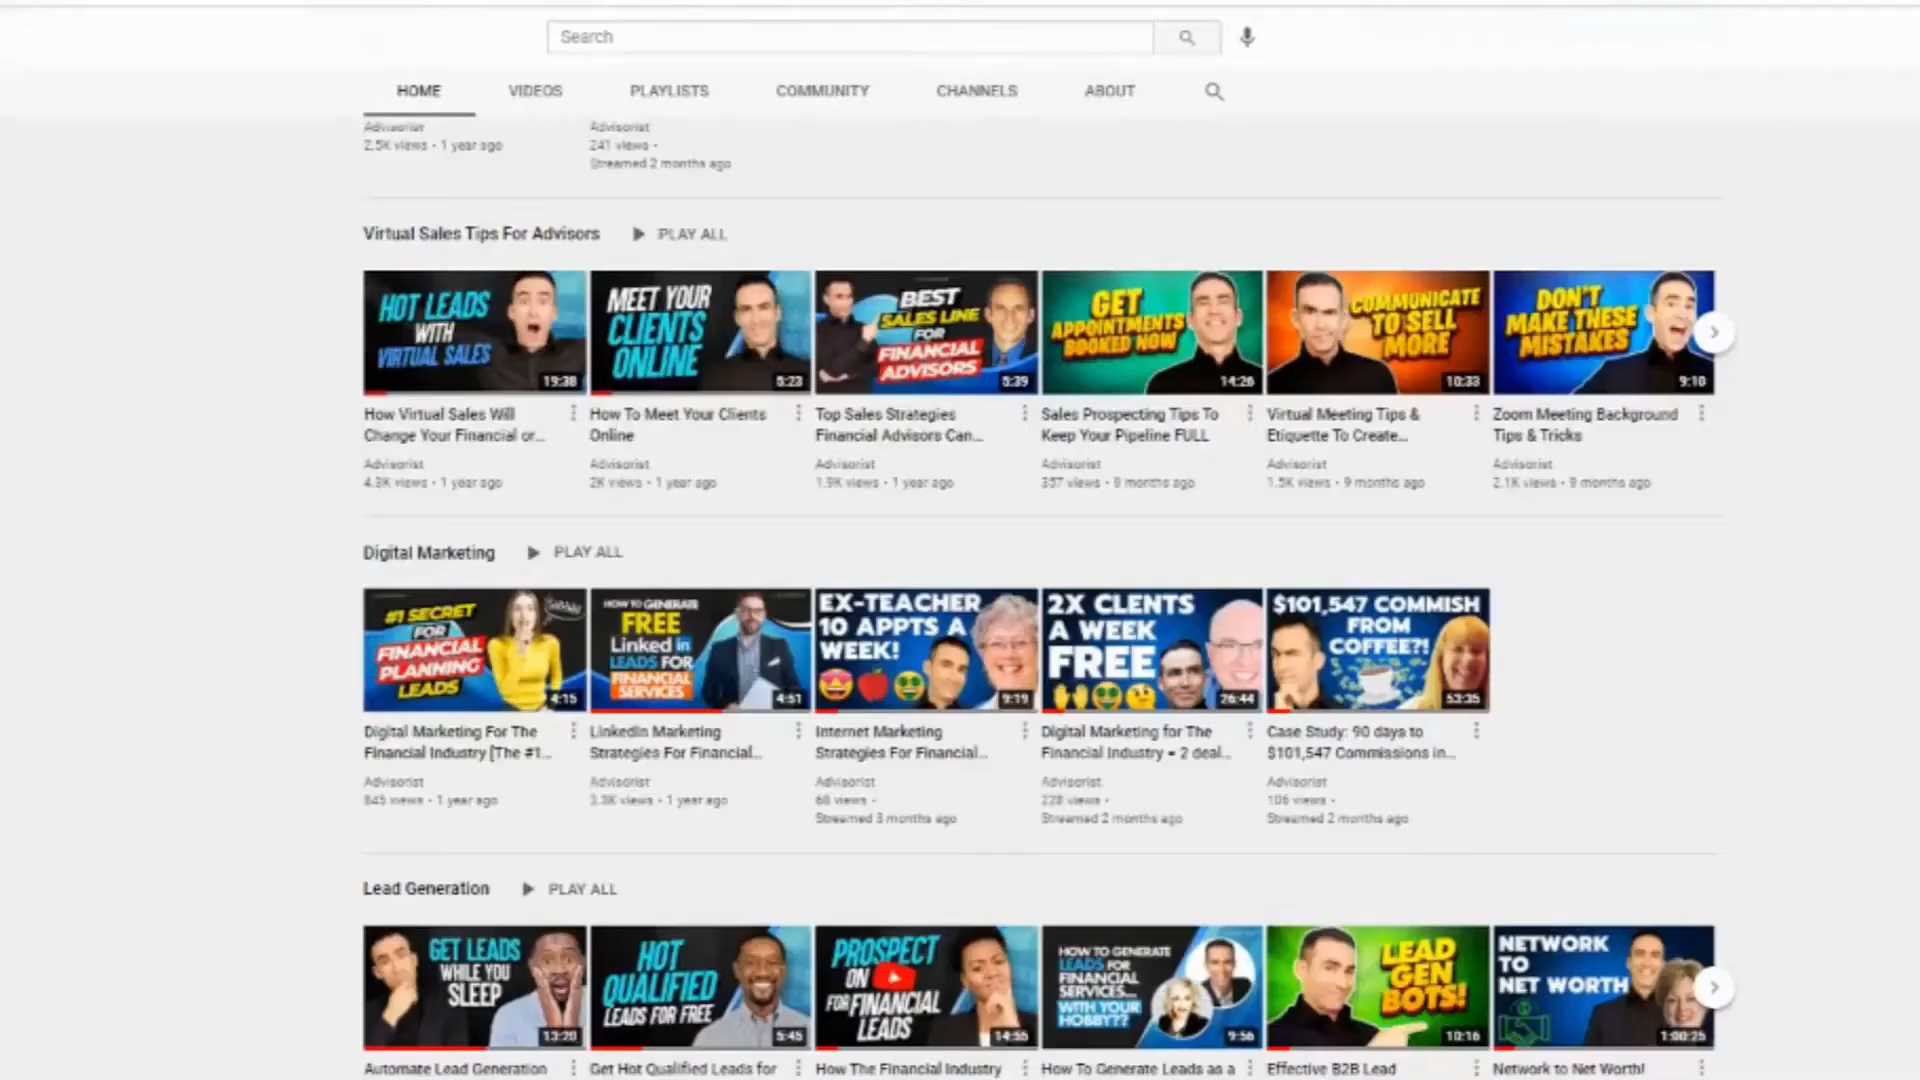 Search
HOME VIDEOS PLAYLISTS COMMUNITY CHANNELS ABOUT
Advisorist Advisorist
2.5K views • 1 year ago 241 views •
Streamed 2 months ago
Virtual Sales Tips For Advisors PLAY ALL
HOT LEADS
WITH
VIRTUAL SALES
19:38
MEET YOUR
CLIENTS
ONLINE
5:23
BEST
SALES LINE
FOR
FINANCIAL
ADVISORS
5:39
GET
APPOINTMENTS
BOOKED NOW
14:26
COMMUNICATE
TO SELL
MORE
10:33
DON'T
MAKE THESE
MISTAKES
9:10
How Virtual Sales Will
Change Your Financial or...
Advisorist
4.3K views • 1 year ago
How To Meet Your Clients
Online
Advisorist
2K views • 1 year ago
Top Sales Strategies
Financial Advisors Can...
Advisorist
1.9K views • 1 year ago
Sales Prospecting Tips To
Keep Your Pipeline FULL
Advisorist
357 views • 9 months ago
Virtual Meeting Tips &
Etiquette To Create...
Advisorist
1.5K views • 9 months ago
Zoom Meeting Background
Tips & Tricks
Advisorist
2.1K views • 9 months ago
Digital Marketing PLAY ALL
#1 SECRET
FOR
FINANCIAL
PLANNING
LEADS
4:15
HOW TO GENERATE
FREE
Linked in
LEADS FOR
FINANCIAL
SERVICES
4:51
EX-TEACHER
10 APPTS A
WEEK!
9:19
2X CLENTS
A WEEK
FREE
26:44
$101,547 COMMISH
FROM
COFFEE?!
53:35
Digital Marketing For The
Financial Industry [The #1...
Advisorist
845 views • 1 year ago
LinkedIn Marketing
Strategies For Financial...
Advisorist
3.3K views • 1 year ago
Internet Marketing
Strategies For Financial...
Advisorist
68 views •
Streamed 3 months ago
Digital Marketing for The
Financial Industry = 2 deal...
Advisorist
228 views •
Streamed 2 months ago
Case Study: 90 days to
$101,547 Commissions in...
Advisorist
106 views •
Streamed 2 months ago
Lead Generation PLAY ALL
GET LEADS
WHILE YOU
SLEEP
13:20
HOT
QUALIFIED
LEADS FOR FREE
5:45
PROSPECT
ON
FOR FINANCIAL
LEADS
14:55
HOW TO GENERATE
LEADS FOR
FINANCIAL
SERVICES...
WITH YOUR
HOBBY??
9:56
LEAD
GEN
BOTS!
10:16
NETWORK
TO
NET WORTH
1:00:25
Automate Lead Generation
Get Hot Qualified Leads for
How The Financial Industry
How To Generate Leads as a
Effective B2B Lead
Network to Net Worth!